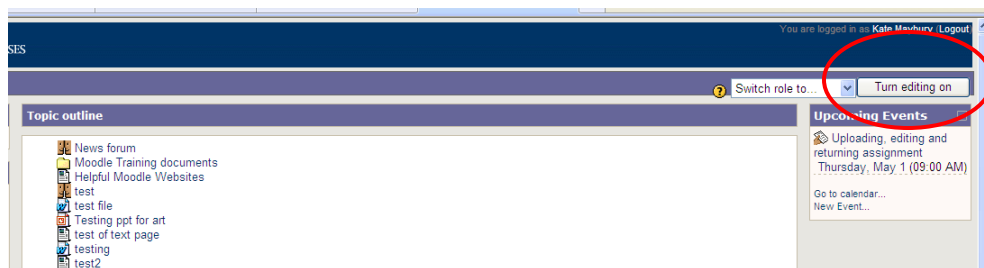 You are logged in as Kate Maybury (Logout)
SES
Switch role to...
Turn editing on
Topic outline
News forum
Moodle Training documents
Helpful Moodle Websites
test
test file
Testing ppt for art
test of text page
testing
test2
Upcoming Events
Uploading, editing and
returning assignment
Thursday, May 1 (09:00 AM)
Go to calendar...
New Event...